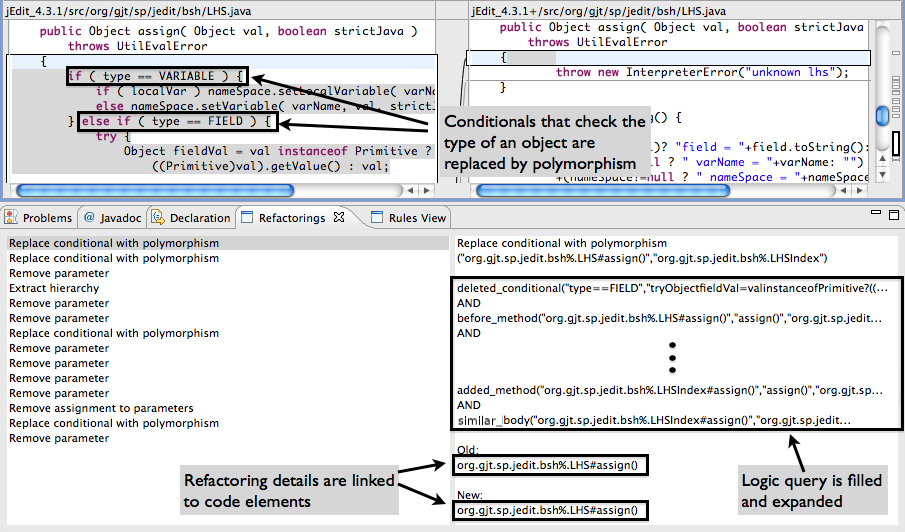 jEdit_4.3.1/src/org/gjt/sp/jedit/bsh/LHS.java
public Object assign( Object val, boolean strictJava )
throws UtilEvalError
{
if ( type == VARIABLE ) {
if ( localVar ) nameSpace.setLocalVariable( varNa
else nameSpace.setVariable( varName, val, strictJ
} else if ( type == FIELD ) {
try {
Object fieldVal = val instanceof Primitive ?
((Primitive)val).getValue() : val;
jEdit_4.3.1+/src/org/gjt/sp/jedit/bsh/LHS.java
public Object assign( Object val, boolean strictJava )
throws UtilEvalError
{
throw new InterpreterError("unknown lhs");
}
g() {
)? "field = "+field.toString():
ll ? " varName = "+varName: "")
+(nameSpace!=null ? " nameSpace = "+nameSpace
Conditionals that check the
type of an object are
replaced by polymorphism
Problems
@ Javadoc
Declaration
Refactorings
Rules View
Replace conditional with polymorphism
Replace conditional with polymorphism
Remove parameter
Extract hierarchy
Remove parameter
Remove parameter
Replace conditional with polymorphism
Remove parameter
Remove parameter
Remove parameter
Remove parameter
Remove assignment to parameters
Replace conditional with polymorphism
Remove parameter
Replace conditional with polymorphism
("org.gjt.sp.jedit.bsh%.LHS#assign()","org.gjt.sp.jedit.bsh%.LHSIndex")
deleted_conditional("type==FIELD","tryObjectfieldVal=valinstanceofPrimitive?((...
AND
before_method("org.gjt.sp.jedit.bsh%.LHS#assign()","assign()","org.gjt.sp.jedit...
AND
added_method("org.gjt.sp.jedit.bsh%.LHSIndex#assign()","assign()","org.gjt.sp...
AND
similar_body("org.gjt.sp.jedit.bsh%.LHSIndex#assign()","org.gjt.sp.jedit...
Old:
org.gjt.sp.jedit.bsh%.LHS#assign()
New:
org.gjt.sp.jedit.bsh%.LHS#assign()
Refactoring details are linked
to code elements
Logic query is filled
and expanded